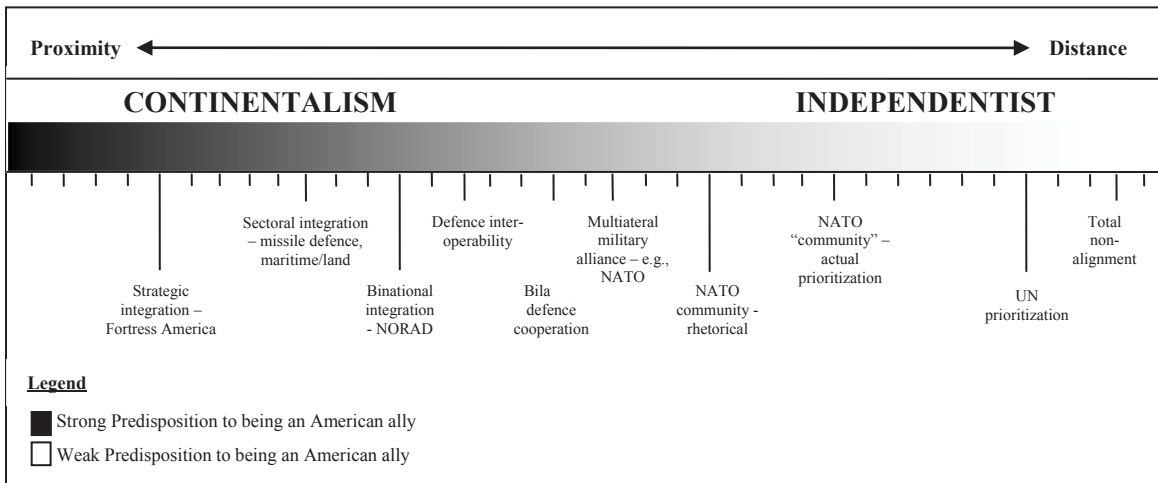 Proximity
Distance
CONTINENTALISM
INDEPENDENTIST
Strategic
integration –
Fortress America
Sectoral integration
– missile defence,
maritime/land
Binational
integration
- NORAD
Defence inter-
operability
Bila
defence
cooperation
Multiateral
military
alliance – e.g.,
NATO
NATO
community -
rhetorical
NATO
“community” –
actual
prioritization
UN
prioritization
Total
non-
alignment
Legend
Strong Predisposition to being an American ally
Weak Predisposition to being an American ally